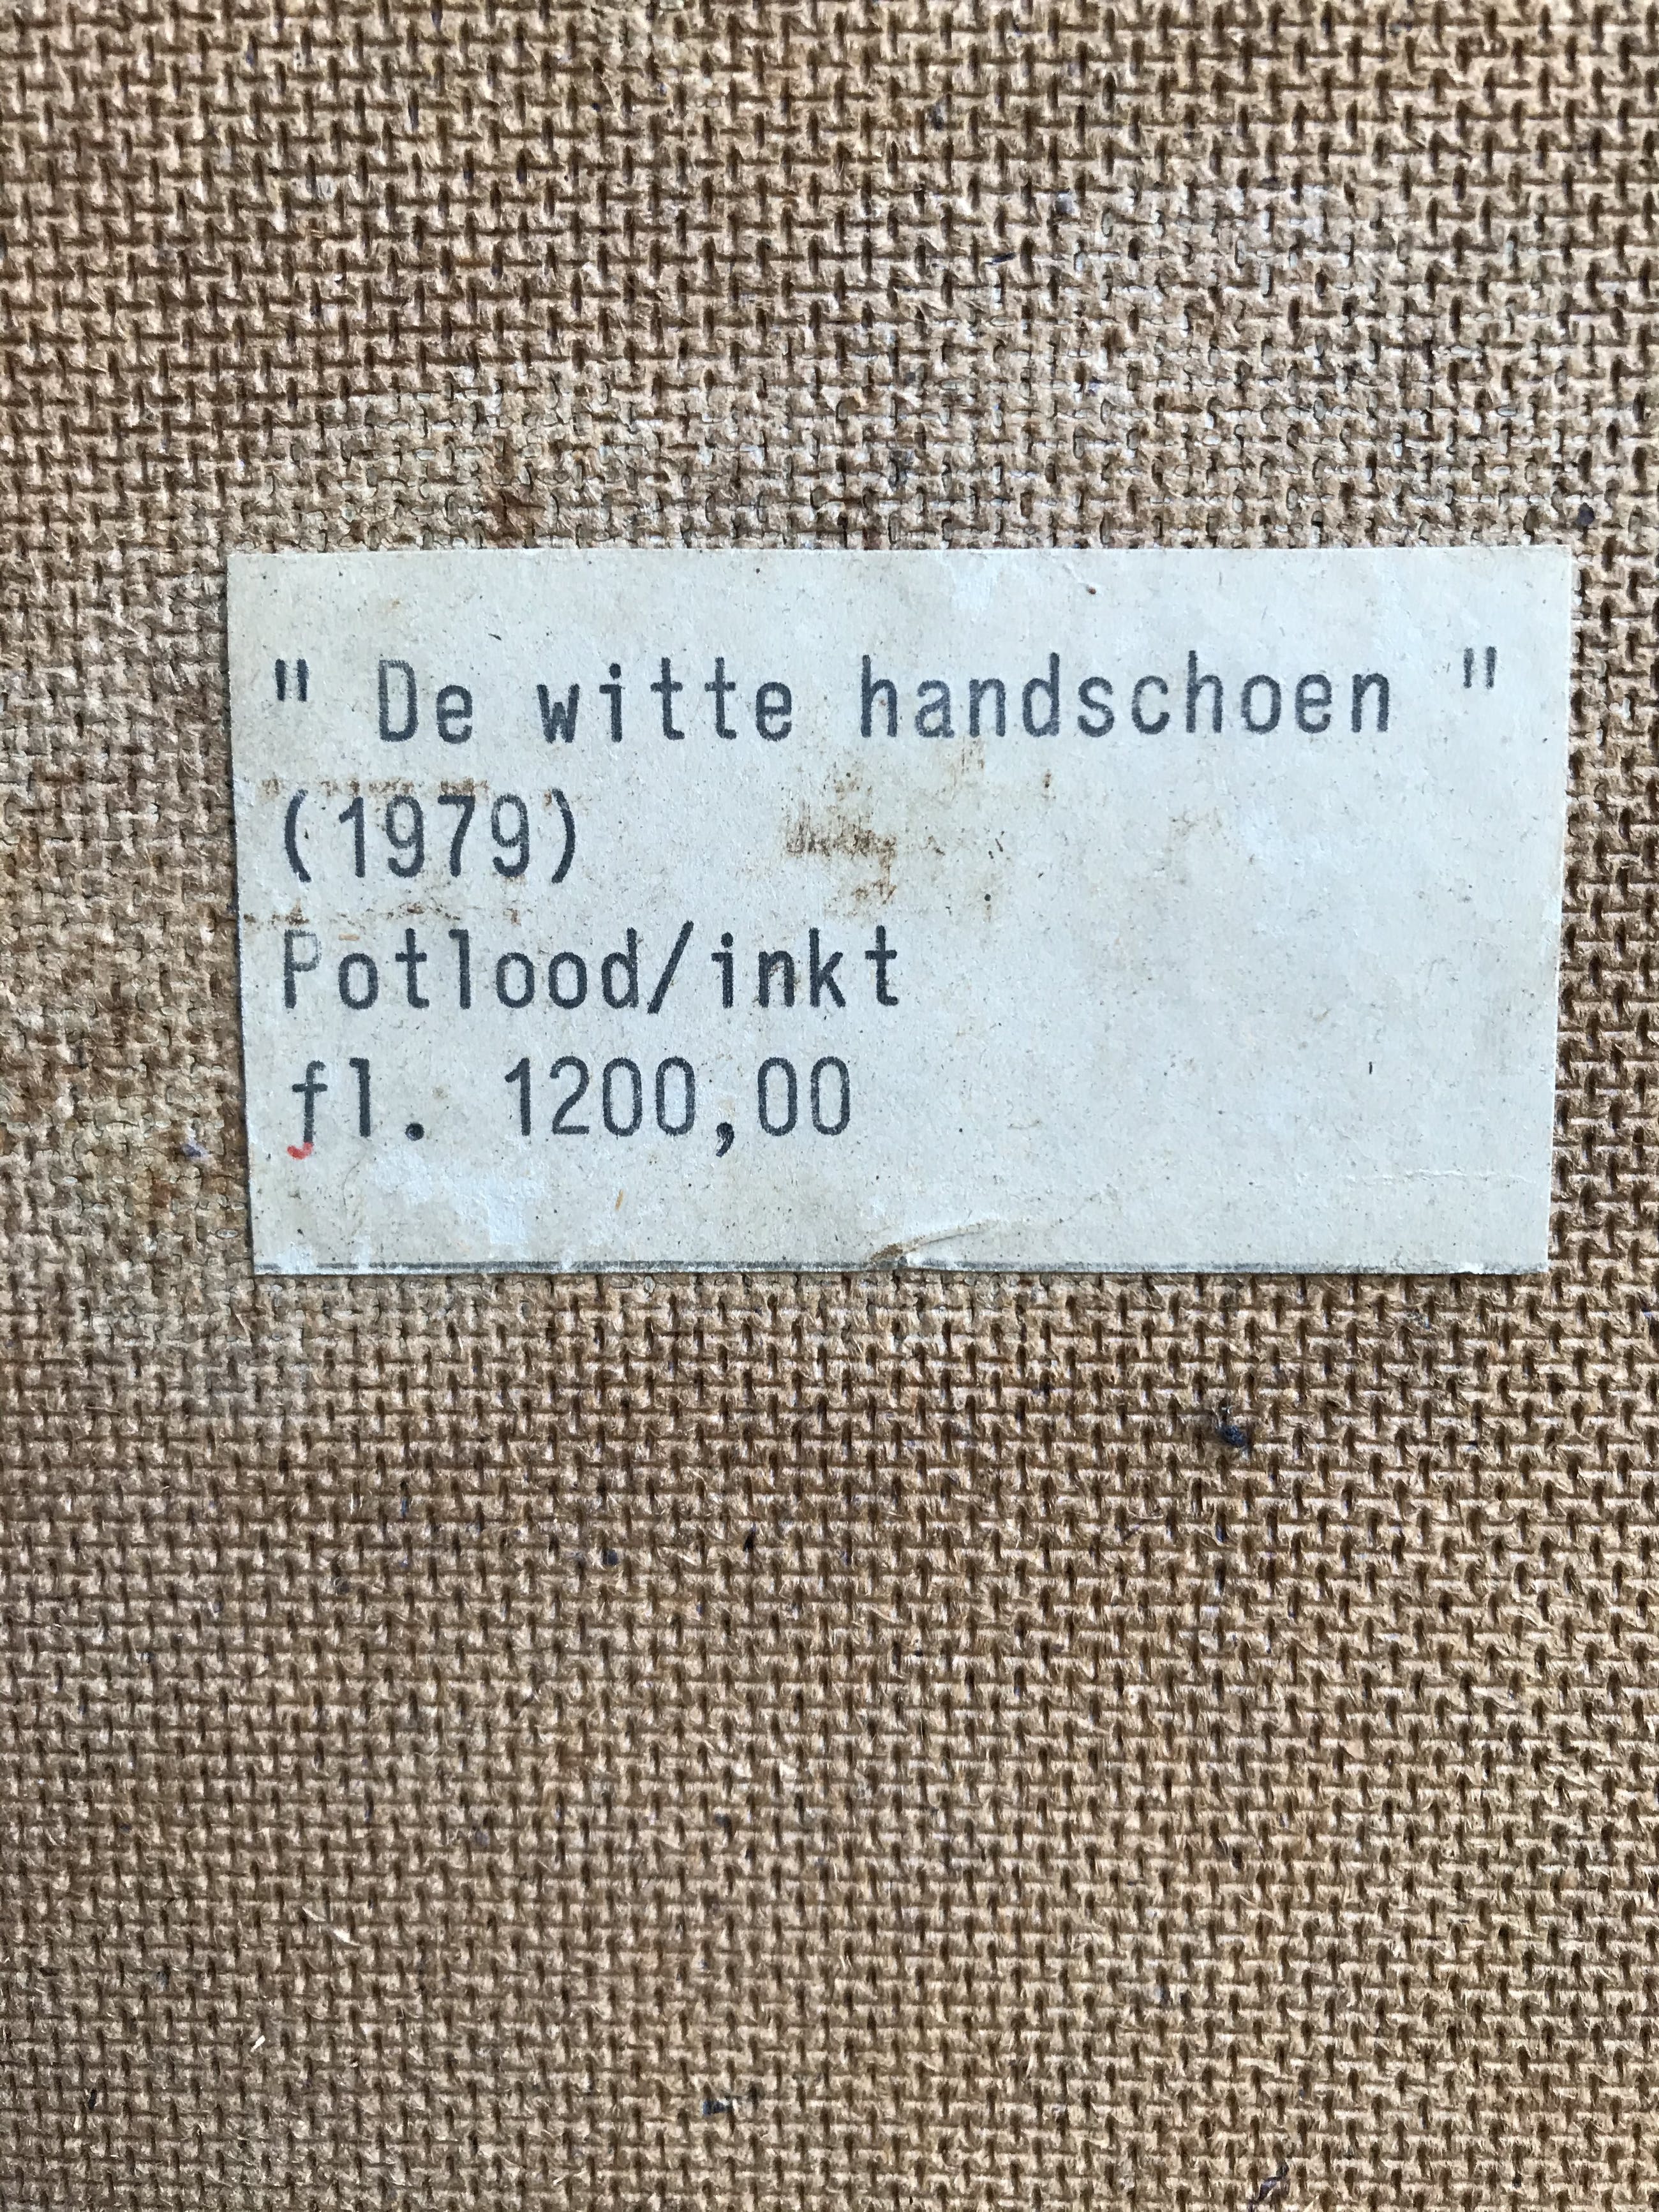 " De witte handschoen "
(1979)
Potlood/inkt
fl. 1200,00